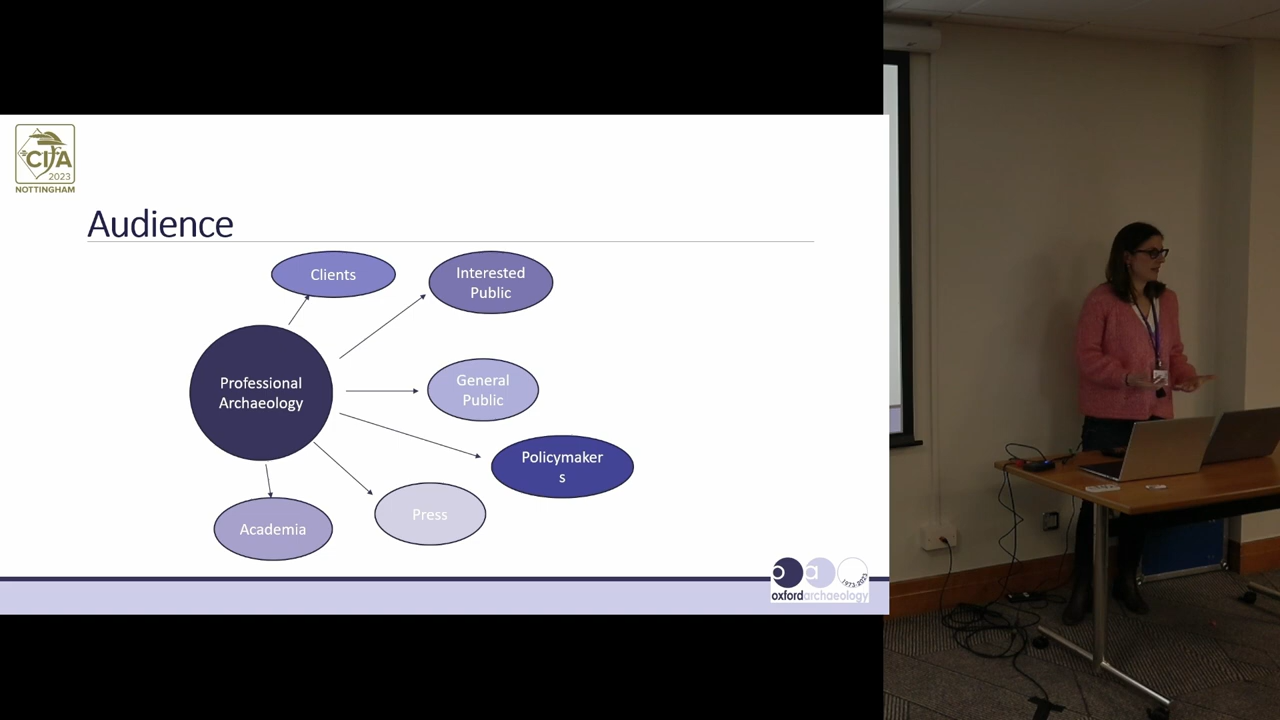 CIfA
2023
NOTTINGHAM
Audience
Clients
Interested
Public
Professional
Archaeology
General
Public
Policymaker
s
Press
Academia
oa
1973-2023
oxfordarchaeology